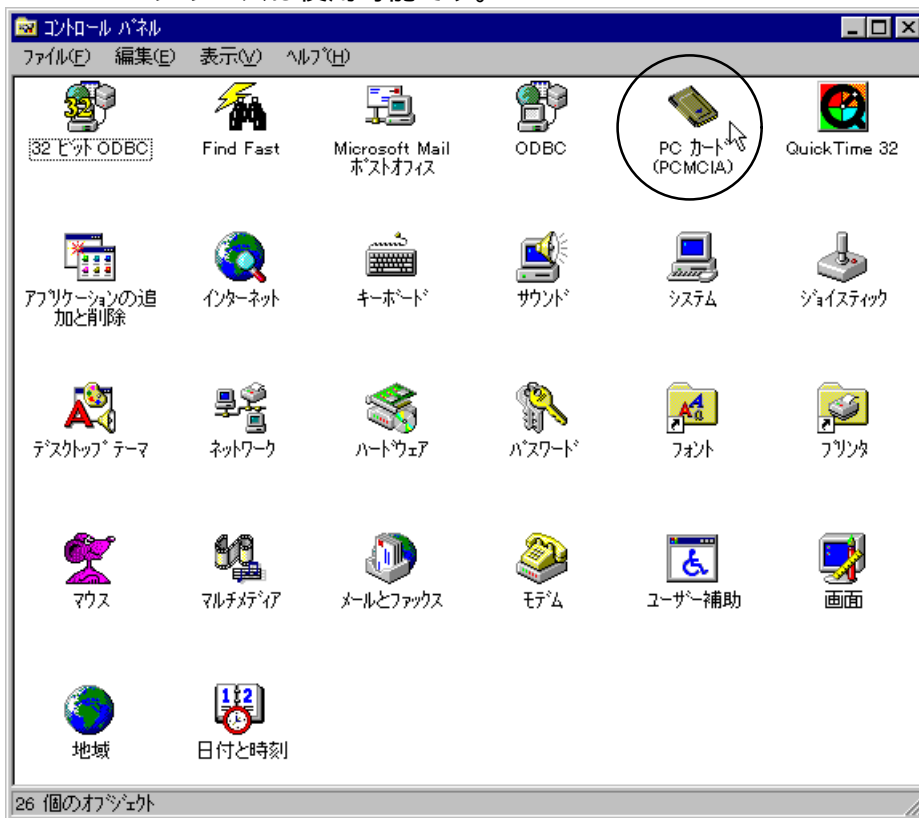 コントロール パネル
ファイル(F) 編集(E) 表示(V) ヘルプ(H)
32 ビット ODBC
Find Fast
Microsoft Mail
ポストオフィス
ODBC
PC カード
(PCMCIA)
QuickTime 32
アプリケーションの追
加と削除
インターネット
キーボード
サウンド
システム
ジョイスティック
デスクトップ テーマ
ネットワーク
ハードウェア
パスワード
フォント
プリンタ
マウス
マルチメディア
メールとファックス
モデム
ユーザー補助
画面
地域
日付と時刻
26 個のオブジェクト